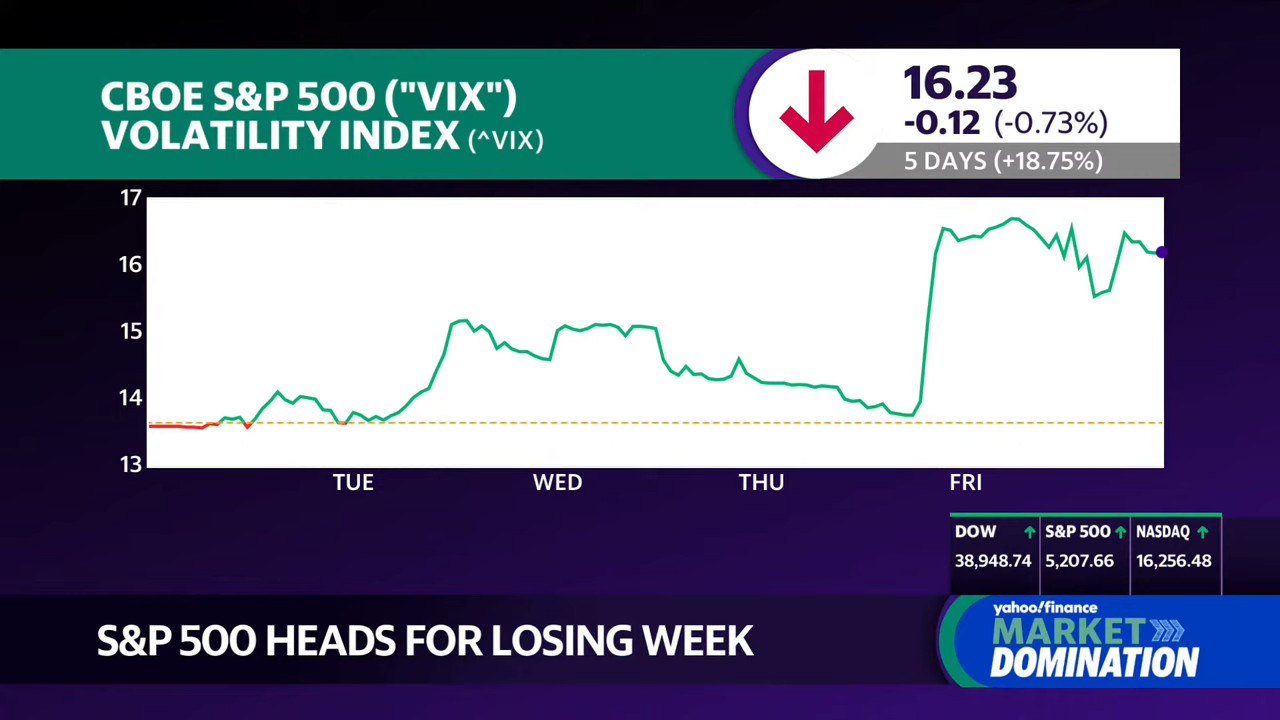 CBOE S&P 500 ("VIX")
VOLATILITY INDEX (^VIX)
16.23
-0.12 (-0.73%)
5 DAYS (+18.75%)
17
16
15
14
13
TUE WED THU FRI
DOW S&P 500 NASDAQ
38,948.74 5,207.66 16,256.48
S&P 500 HEADS FOR LOSING WEEK
yahoo!finance
MARKET
DOMINATION